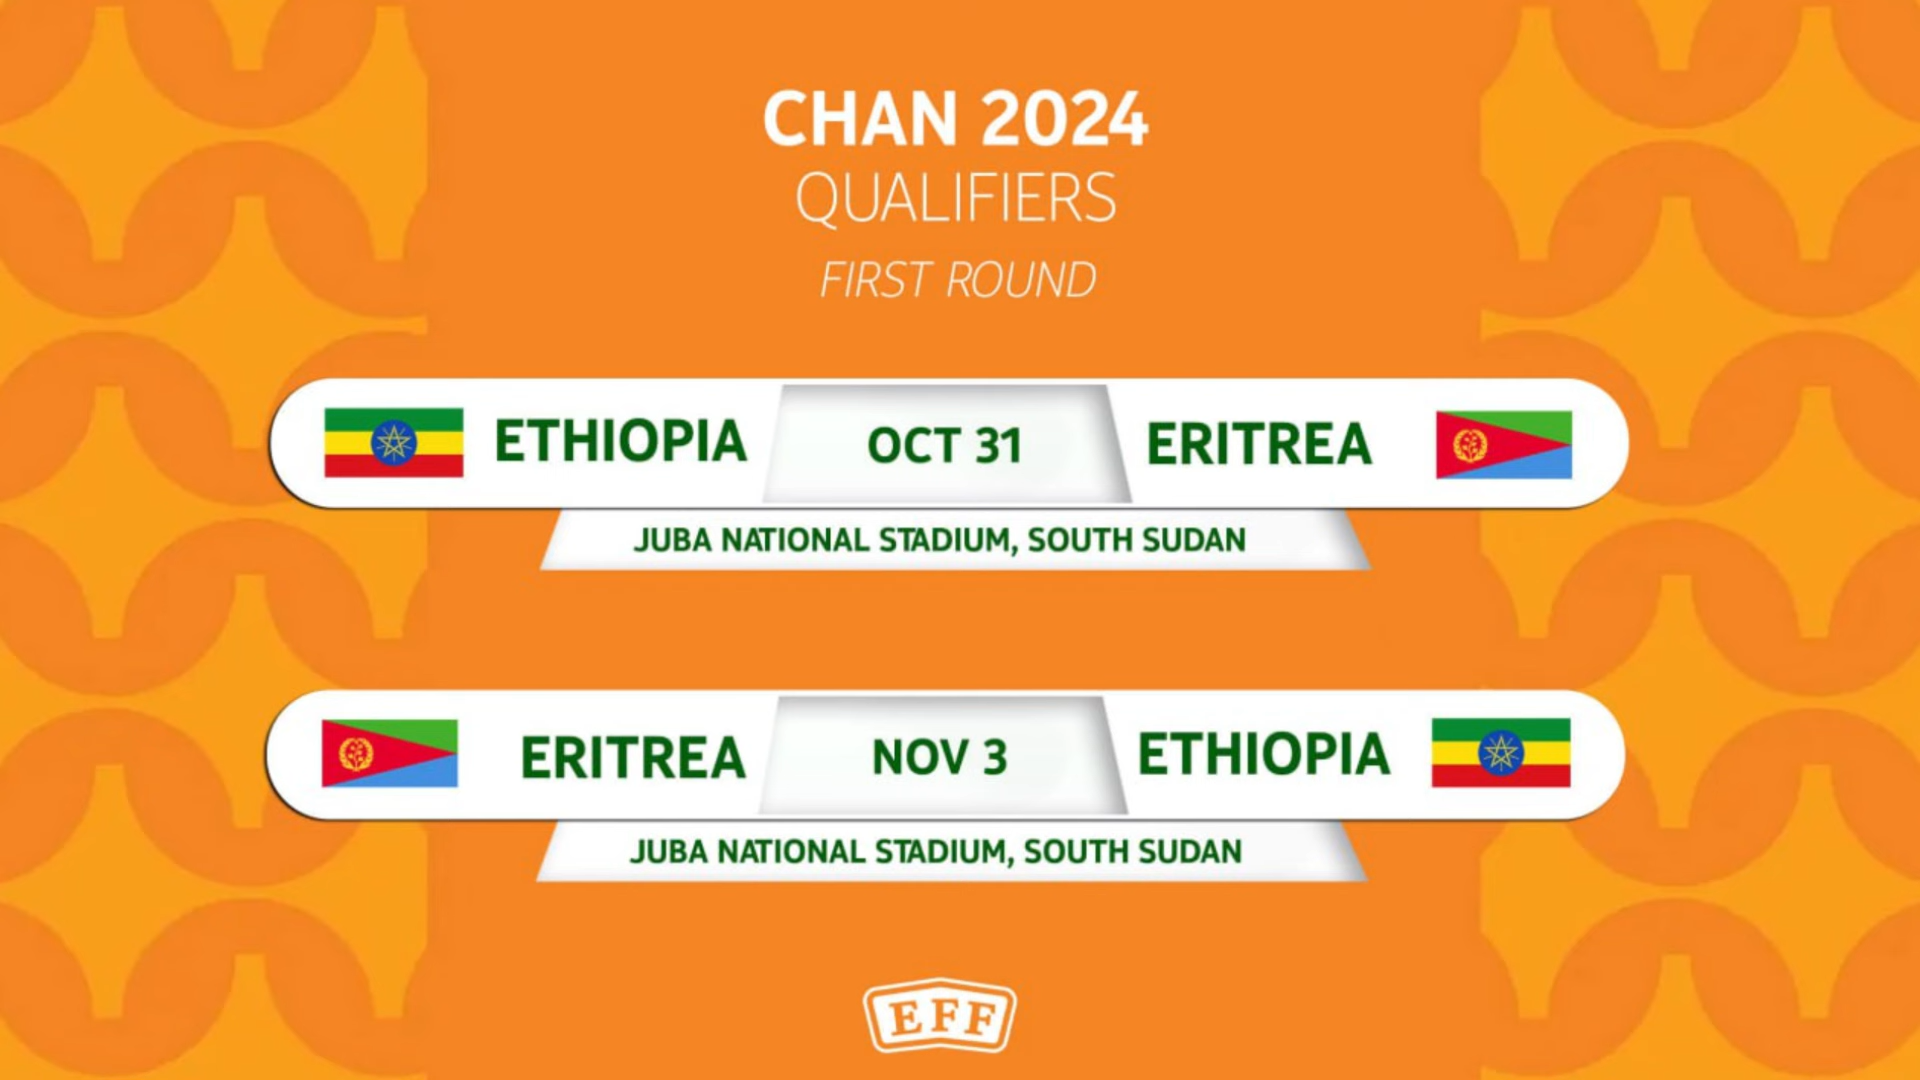 CHAN 2024
QUALIFIERS
FIRST ROUND
ETHIOPIA OCT 31 ERITREA
JUBA NATIONAL STADIUM, SOUTH SUDAN
ERITREA NOV 3 ETHIOPIA
JUBA NATIONAL STADIUM, SOUTH SUDAN
EFF